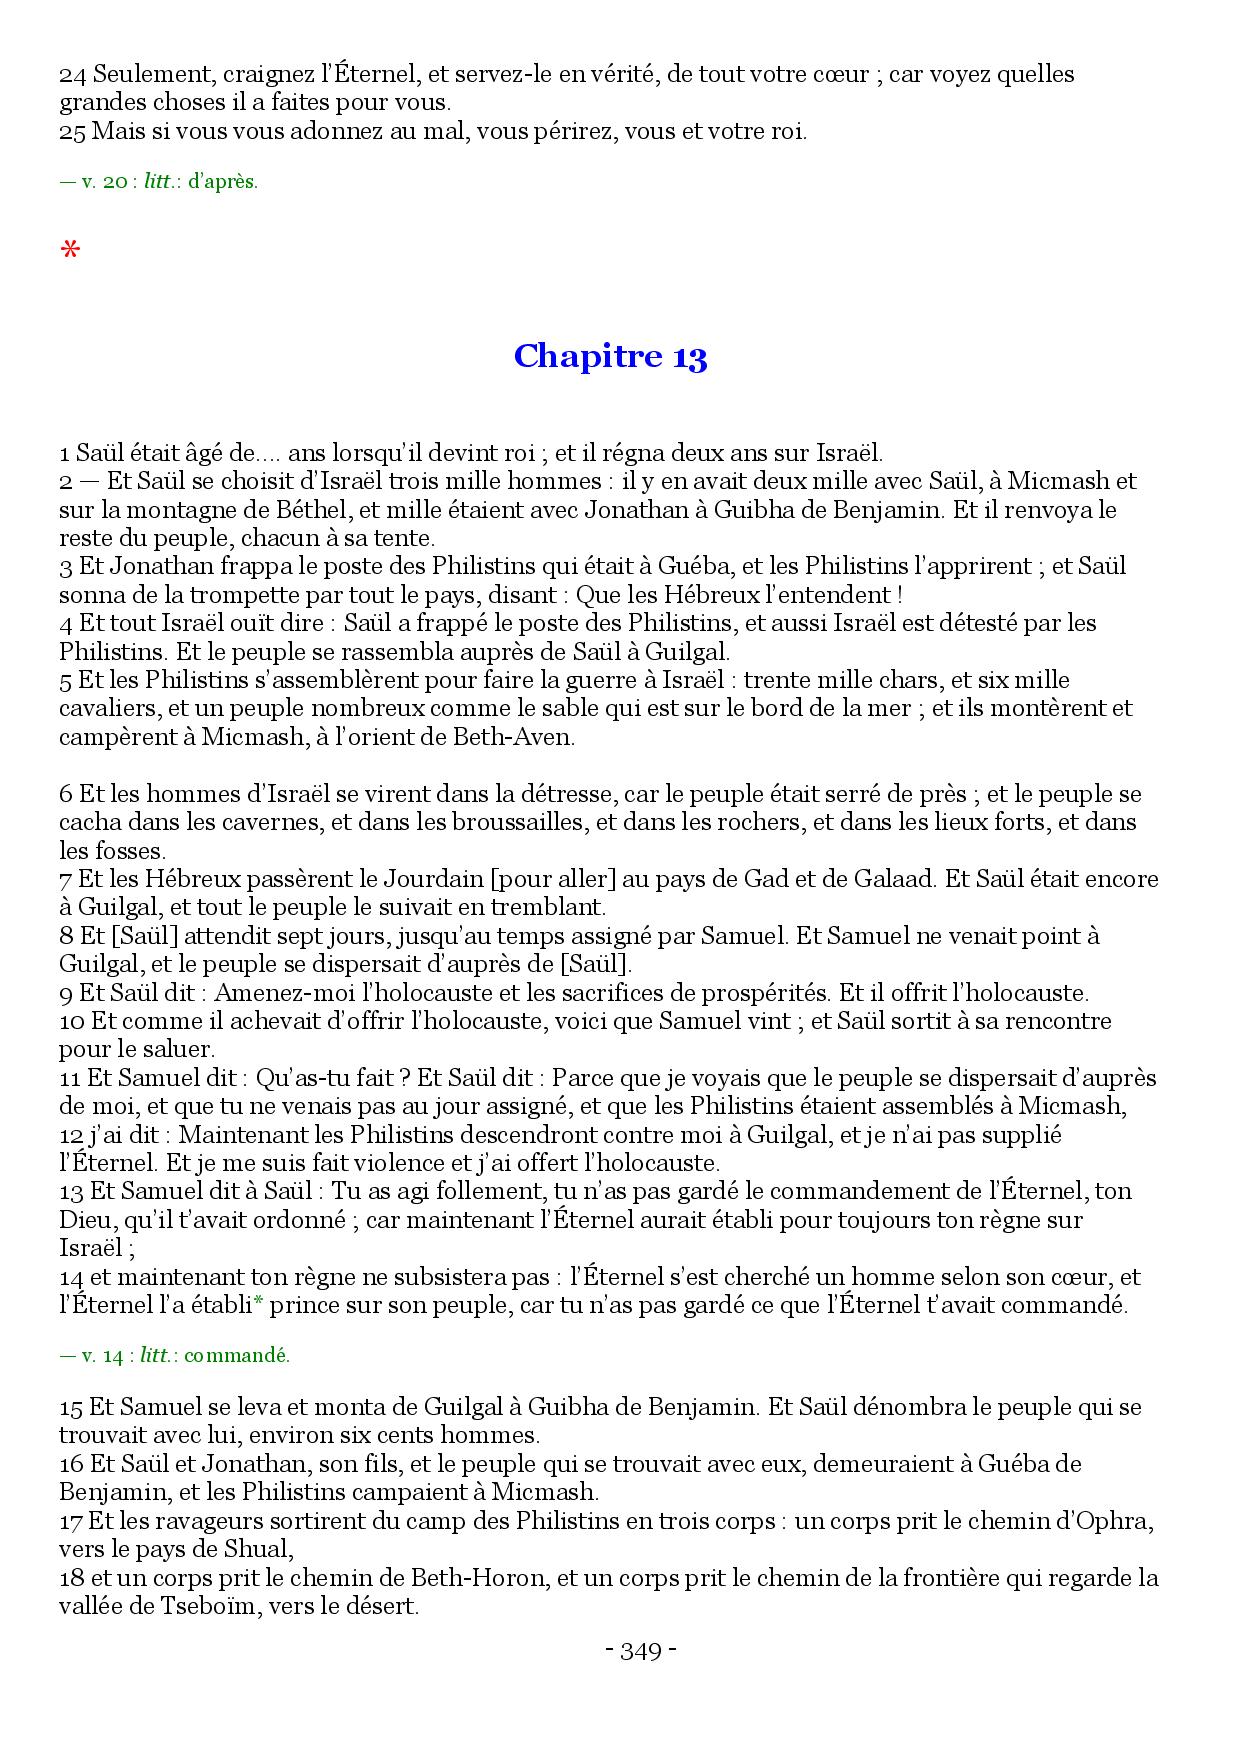 24 Seulement, craignez l’Éternel, et servez-le en vérité, de tout votre cœur ; car voyez quelles
grandes choses il a faites pour vous.
25 Mais si vous vous adonnez au mal, vous périrez, vous et votre roi.
— v. 20 : litt.: d’après.
*
Chapitre 13
1 Saül était âgé de.... ans lorsqu’il devint roi ; et il régna deux ans sur Israël.
2 — Et Saül se choisit d’Israël trois mille hommes : il y en avait deux mille avec Saül, à Micmash et
sur la montagne de Béthel, et mille étaient avec Jonathan à Guibha de Benjamin. Et il renvoya le
reste du peuple, chacun à sa tente.
3 Et Jonathan frappa le poste des Philistins qui était à Guéba, et les Philistins l’apprirent ; et Saül
sonna de la trompette par tout le pays, disant : Que les Hébreux l’entendent !
4 Et tout Israël ouït dire : Saül a frappé le poste des Philistins, et aussi Israël est détesté par les
Philistins. Et le peuple se rassembla auprès de Saül à Guilgal.
5 Et les Philistins s’assemblèrent pour faire la guerre à Israël : trente mille chars, et six mille
cavaliers, et un peuple nombreux comme le sable qui est sur le bord de la mer ; et ils montèrent et
campèrent à Micmash, à l’orient de Beth-Aven.
6 Et les hommes d’Israël se virent dans la détresse, car le peuple était serré de près ; et le peuple se
cacha dans les cavernes, et dans les broussailles, et dans les rochers, et dans les lieux forts, et dans
les fosses.
7 Et les Hébreux passèrent le Jourdain [pour aller] au pays de Gad et de Galaad. Et Saül était encore
à Guilgal, et tout le peuple le suivait en tremblant.
8 Et [Saül] attendit sept jours, jusqu’au temps assigné par Samuel. Et Samuel ne venait point à
Guilgal, et le peuple se dispersait d’auprès de [Saül].
9 Et Saül dit : Amenez-moi l’holocauste et les sacrifices de prospérités. Et il offrit l’holocauste.
10 Et comme il achevait d’offrir l’holocauste, voici que Samuel vint ; et Saül sortit à sa rencontre
pour le saluer.
11 Et Samuel dit : Qu’as-tu fait ? Et Saül dit : Parce que je voyais que le peuple se dispersait d’auprès
de moi, et que tu ne venais pas au jour assigné, et que les Philistins étaient assemblés à Micmash,
12 j’ai dit : Maintenant les Philistins descendront contre moi à Guilgal, et je n’ai pas supplié
l’Éternel. Et je me suis fait violence et j’ai offert l’holocauste.
13 Et Samuel dit à Saül : Tu as agi follement, tu n’as pas gardé le commandement de l’Éternel, ton
Dieu, qu’il t’avait ordonné ; car maintenant l’Éternel aurait établi pour toujours ton règne sur
Israël ;
14 et maintenant ton règne ne subsistera pas : l’Éternel s’est cherché un homme selon son cœur, et
l’Éternel l’a établi* prince sur son peuple, car tu n’as pas gardé ce que l’Éternel t’avait commandé.
— v. 14 : litt.: commandé.
15 Et Samuel se leva et monta de Guilgal à Guibha de Benjamin. Et Saül dénombra le peuple qui se
trouvait avec lui, environ six cents hommes.
16 Et Saül et Jonathan, son fils, et le peuple qui se trouvait avec eux, demeuraient à Guéba de
Benjamin, et les Philistins campaient à Micmash.
17 Et les ravageurs sortirent du camp des Philistins en trois corps : un corps prit le chemin d’Ophra,
vers le pays de Shual,
18 et un corps prit le chemin de Beth-Horon, et un corps prit le chemin de la frontière qui regarde la
vallée de Tseboïm, vers le désert.
- 349 -